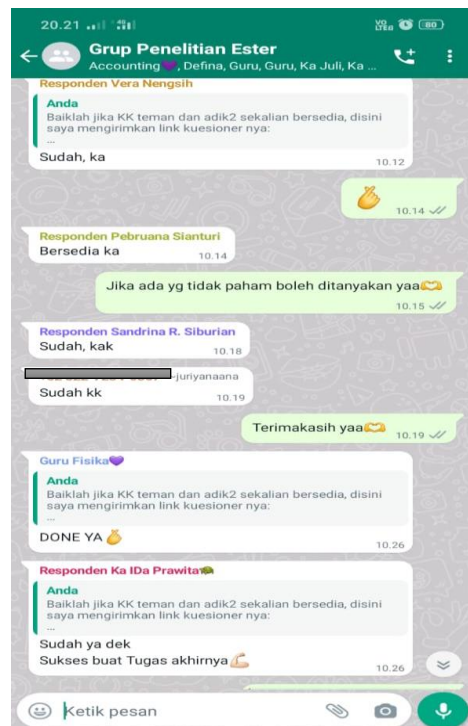 20.21
80
Grup Penelitian Ester
Accounting💜, Defina, Guru, Guru, Ka Juli, Ka ...
Responden Vera Nengsih
Anda
Baiklah jika KK teman dan adik2 sekalian bersedia, disini
saya mengirimkan link kuesioner nya:
...
Sudah, ka
10.12
10.14
Responden Pebruana Sianturi
Bersedia ka
10.14
Jika ada yg tidak paham boleh ditanyakan yaa🫶
10.15
Responden Sandrina R. Siburian
Sudah, kak
10.18
-juriyanaana
Sudah kk
10.19
Terimakasih yaa🫶
10.19
Guru Fisika💜
Anda
Baiklah jika KK teman dan adik2 sekalian bersedia, disini
saya mengirimkan link kuesioner nya:
...
DONE YA 🫰
10.26
Responden Ka IDa Prawita
Anda
Baiklah jika KK teman dan adik2 sekalian bersedia, disini
saya mengirimkan link kuesioner nya:
...
Sudah ya dek
Sukses buat Tugas akhirnya💪🏻
10.26
Ketik pesan